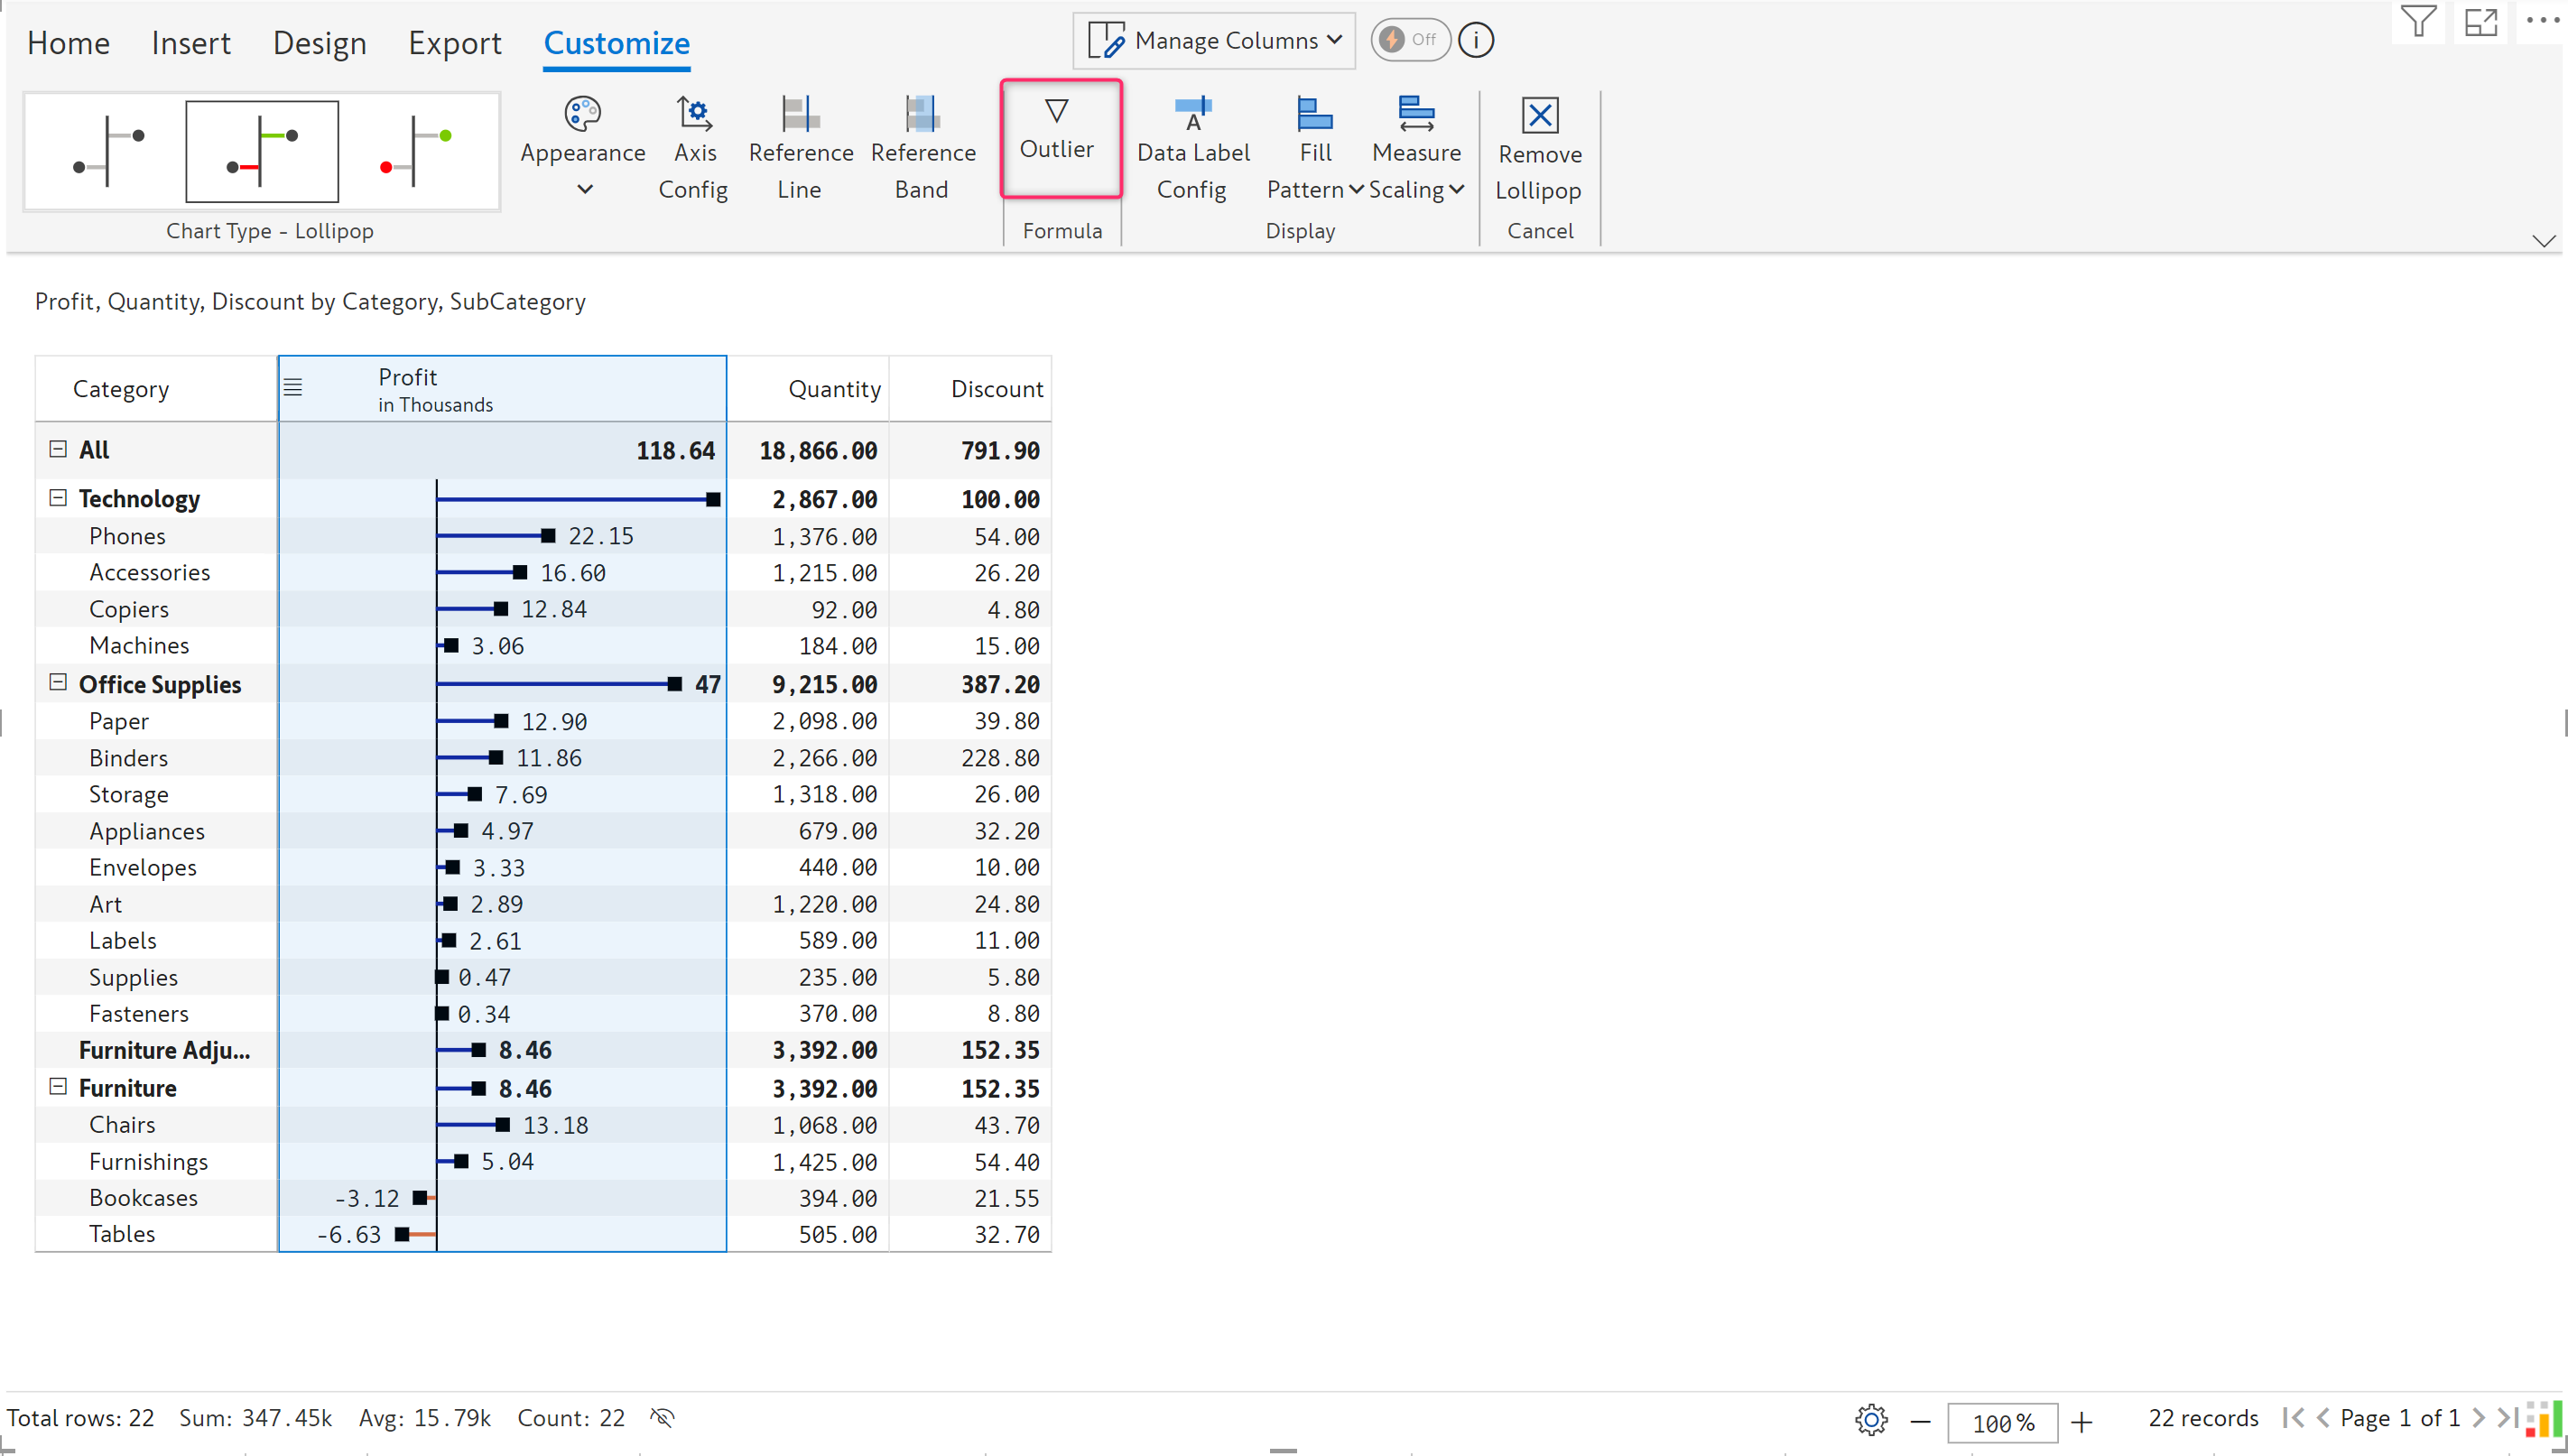 Home Insert Design Export Customize Manage Columns Off i
Appearance Axis Config Reference Line Reference Band Outlier Data Label Config Fill Pattern Measure Scaling Remove Lollipop
Chart Type - Lollipop Formula Display Cancel
Profit, Quantity, Discount by Category, SubCategory
Category Profit in Thousands Quantity Discount
All 118.64 18,866.00 791.90
Technology 2,867.00 100.00
Phones 22.15 1,376.00 54.00
Accessories 16.60 1,215.00 26.20
Copiers 12.84 92.00 4.80
Machines 3.06 184.00 15.00
Office Supplies 47 9,215.00 387.20
Paper 12.90 2,098.00 39.80
Binders 11.86 2,266.00 228.80
Storage 7.69 1,318.00 26.00
Appliances 4.97 679.00 32.20
Envelopes 3.33 440.00 10.00
Art 2.89 1,220.00 24.80
Labels 2.61 589.00 11.00
Supplies 0.47 235.00 5.80
Fasteners 0.34 370.00 8.80
Furniture Adju... 8.46 3,392.00 152.35
Furniture 8.46 3,392.00 152.35
Chairs 13.18 1,068.00 43.70
Furnishings 5.04 1,425.00 54.40
Bookcases -3.12 394.00 21.55
Tables -6.63 505.00 32.70
Total rows: 22 Sum: 347.45k Avg: 15.79k Count: 22 100% 22 records Page 1 of 1